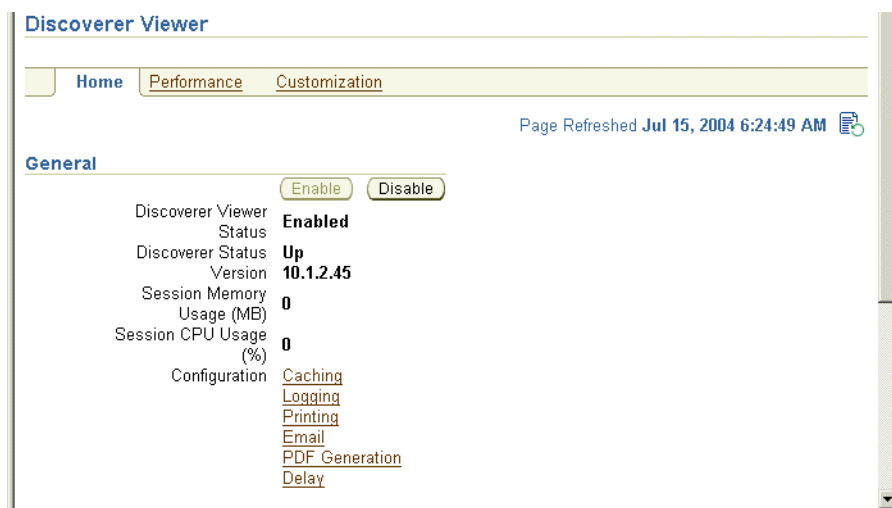 Discoverer Viewer
Home Performance Customization
Page Refreshed Jul 15, 2004 6:24:49 AM
General
Enable Disable
Discoverer Viewer Status Enabled
Discoverer Status Up
Version 10.1.2.45
Session Memory Usage (MB) 0
Session CPU Usage (%) 0
Configuration Caching
Logging
Printing
Email
PDF Generation
Delay